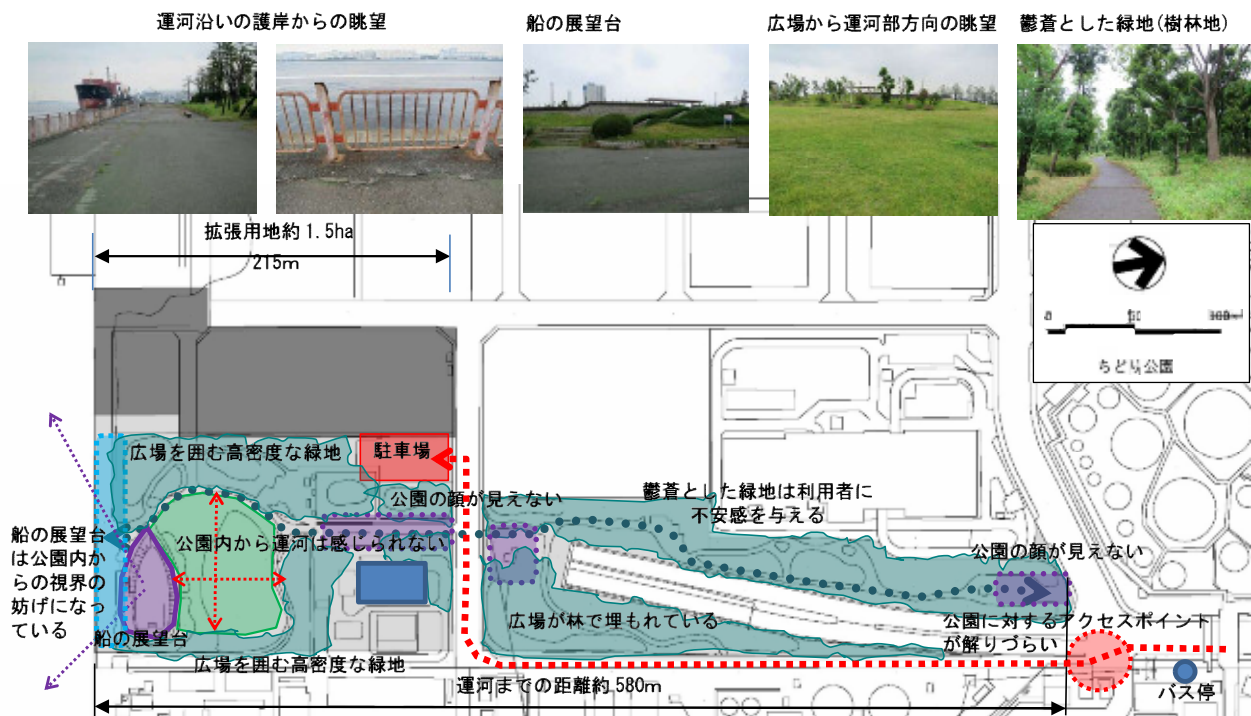 運河沿いの護岸からの眺望
船の展望台
広場から運河部方向の眺望
鬱蒼とした緑地(樹林地)
拡張用地約1.5ha
215m
0
50
100m
ちどり公園
広場を囲む高密度な緑地
駐車場
公園の顔が見えない
鬱蒼とした緑地は利用者に
不安感を与える
船の展望台
は公園内か
らの視界の
妨げになっ
ている
公園内から運河は感じられない
公園の顔が見えない
広場が林で埋もれている
公園に対するアクセスポイント
が解りづらい
船の展望台
広場を囲む高密度な緑地
運河までの距離約580m
バス停